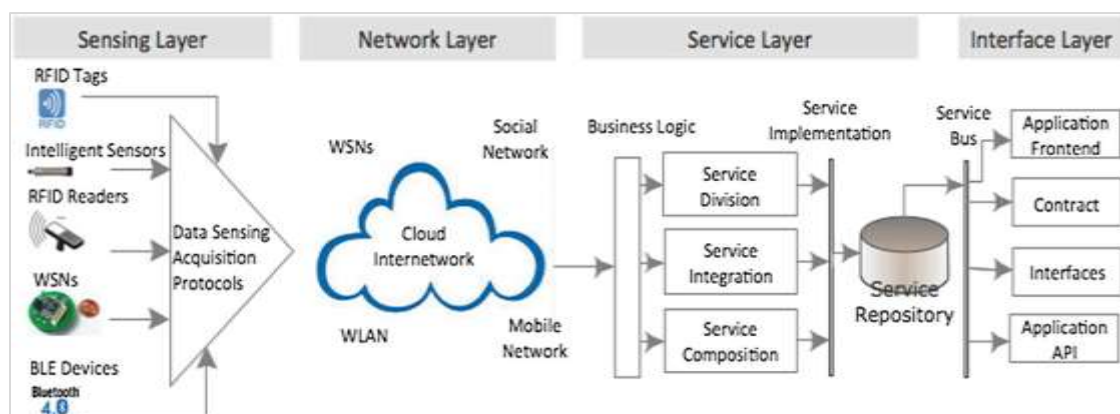 Sensing Layer
Network Layer
Service Layer
Interface Layer
RFID Tags
RFID
Intelligent Sensors
RFID Readers
WSNs
BLE Devices
Bluetooth
4.0
Data Sensing
Acquisition
Protocols
WSNs
Social
Network
Cloud
Internetwork
WLAN
Mobile
Network
Business Logic
Service
Division
Service
Integration
Service
Composition
Service
Implementation
Service
Repository
Service
Bus
Application
Frontend
Contract
Interfaces
Application
API